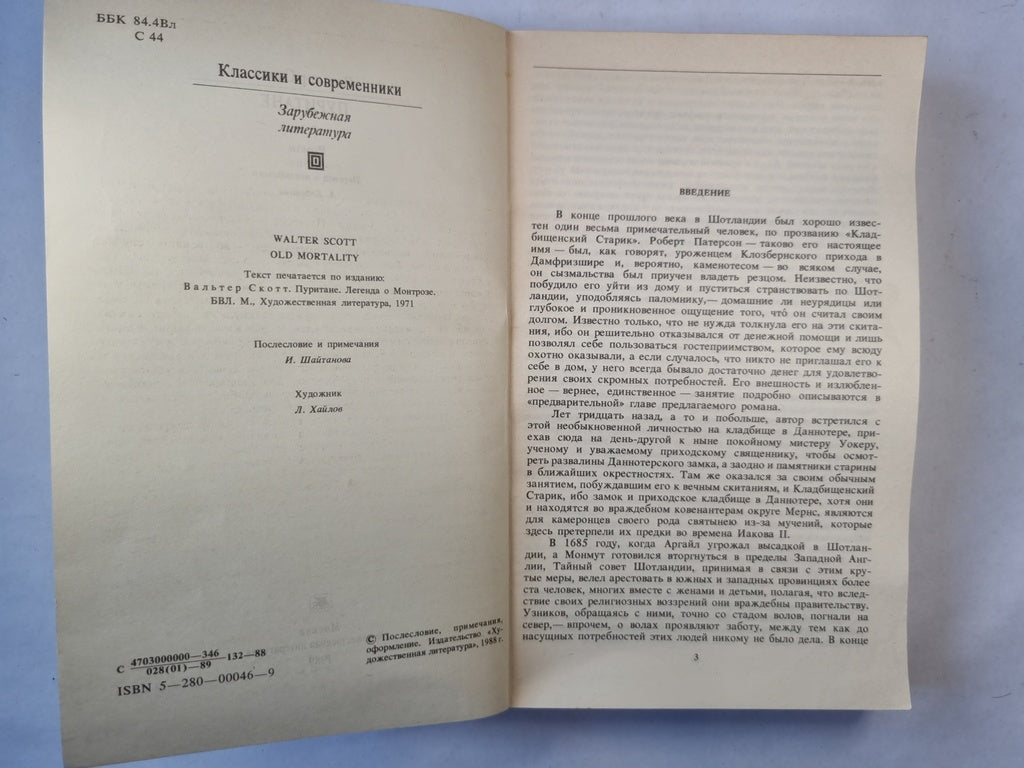 ББК 84.4Вл
С 44
Классики и современники
Зарубежная
литература
WALTER SCOTT
OLD MORTALITY
Текст печатается по изданию:
Вальтер Скотт. Пуритане. Легенда о Монтрозе.
БВЛ. М., Художественная литература, 1971
Послесловие и примечания
И. Шайтанова
Художник
Л. Хайлов
С 4703000000—346 132—88
028(01)—89
ISBN 5—280—00046—9
© Послесловие, примечания,
оформление. Издательство «Ху-
дожественная литература», 1988 г.
ВВЕДЕНИЕ
В конце прошлого века в Шотландии был хорошо извес-
тен один весьма примечательный человек, по прозванию «Клад-
бищенский Старик». Роберт Патерсон — таково его настоящее
имя — был, как говорят, уроженцем Клозбернского прихода в
Дамфризшире и, вероятно, каменотесом — во всяком случае,
он сызмальства был приучен владеть резцом. Неизвестно, что
побудило его уйти из дому и пуститься странствовать по Шот-
ландии, уподобляясь паломнику,— домашние ли неурядицы или
глубокое и проникновенное ощущение того, что́ он считал своим
долгом. Известно только, что не нужда толкнула его на эти скита-
ния, ибо он решительно отказывался от денежной помощи и лишь
позволял себе пользоваться гостеприимством, которое ему всюду
охотно оказывали, а если случалось, что никто не приглашал его к
себе в дом, у него всегда бывало достаточно денег для удовлетво-
рения своих скромных потребностей. Его внешность и излюблен-
ное — вернее, единственное — занятие подробно описываются в
«предварительной» главе предлагаемого романа.
Лет тридцать назад, а то и побольше, автор встретился с
этой необыкновенной личностью на кладбище в Даннотере, при-
ехав сюда на день-другой к ныне покойному мистеру Уокеру,
ученому и уважаемому приходскому священнику, чтобы осмот-
реть развалины Даннотерского замка, а заодно и памятники старины
в ближайших окрестностях. Там же оказался за своим обычным
занятием, побуждавшим его к вечным скитаниям, и Кладбищенский
Старик, ибо замок и приходское кладбище в Даннотере, хотя они
и находятся во враждебном ковенантерам округе Мернс, являются
для камеронцев своего рода святынею из-за мучений, которые
здесь претерпели их предки во времена Иакова II.
В 1685 году, когда Аргайл угрожал высадкой в Шотлан-
дии, а Монмут готовился вторгнуться в пределы Западной Анг-
лии, Тайный совет Шотландии, принимая в связи с этим кру-
тые меры, велел арестовать в южных и западных провинциях более
ста человек, многих вместе с женами и детьми, полагая, что вслед-
ствие своих религиозных воззрений они враждебны правительству.
Узников, обращаясь с ними, точно со стадом волов, погнали на
север,— впрочем, о волах проявляют заботу, между тем как до
насущных потребностей этих людей никому не было дела. В конце
3